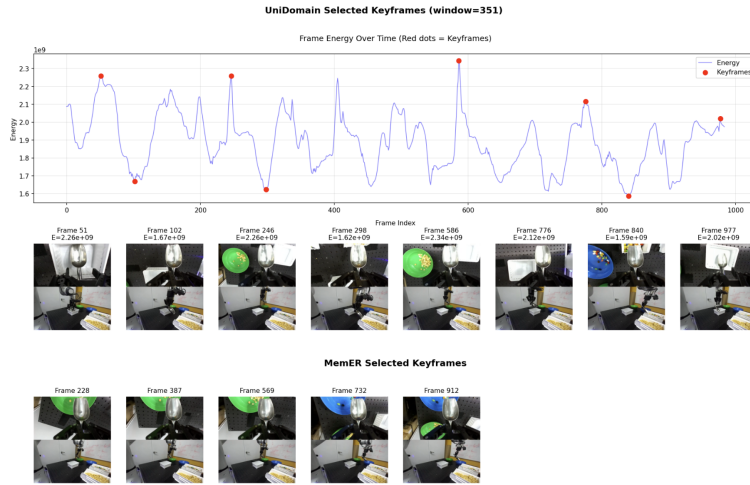 UniDomain Selected Keyframes (window=351)
Frame Energy Over Time (Red dots = Keyframes)
1e9
Energy
Keyframes
2.3
2.2
2.1
2.0
1.9
1.8
1.7
1.6
Energy
0
200
400
600
800
1000
Frame Index
Frame 51
E=2.26e+09
Frame 102
E=1.67e+09
Frame 246
E=2.26e+09
Frame 298
E=1.62e+09
Frame 586
E=2.34e+09
Frame 776
E=2.12e+09
Frame 840
E=1.59e+09
Frame 977
E=2.02e+09
MemER Selected Keyframes
Frame 228
Frame 387
Frame 569
Frame 732
Frame 912